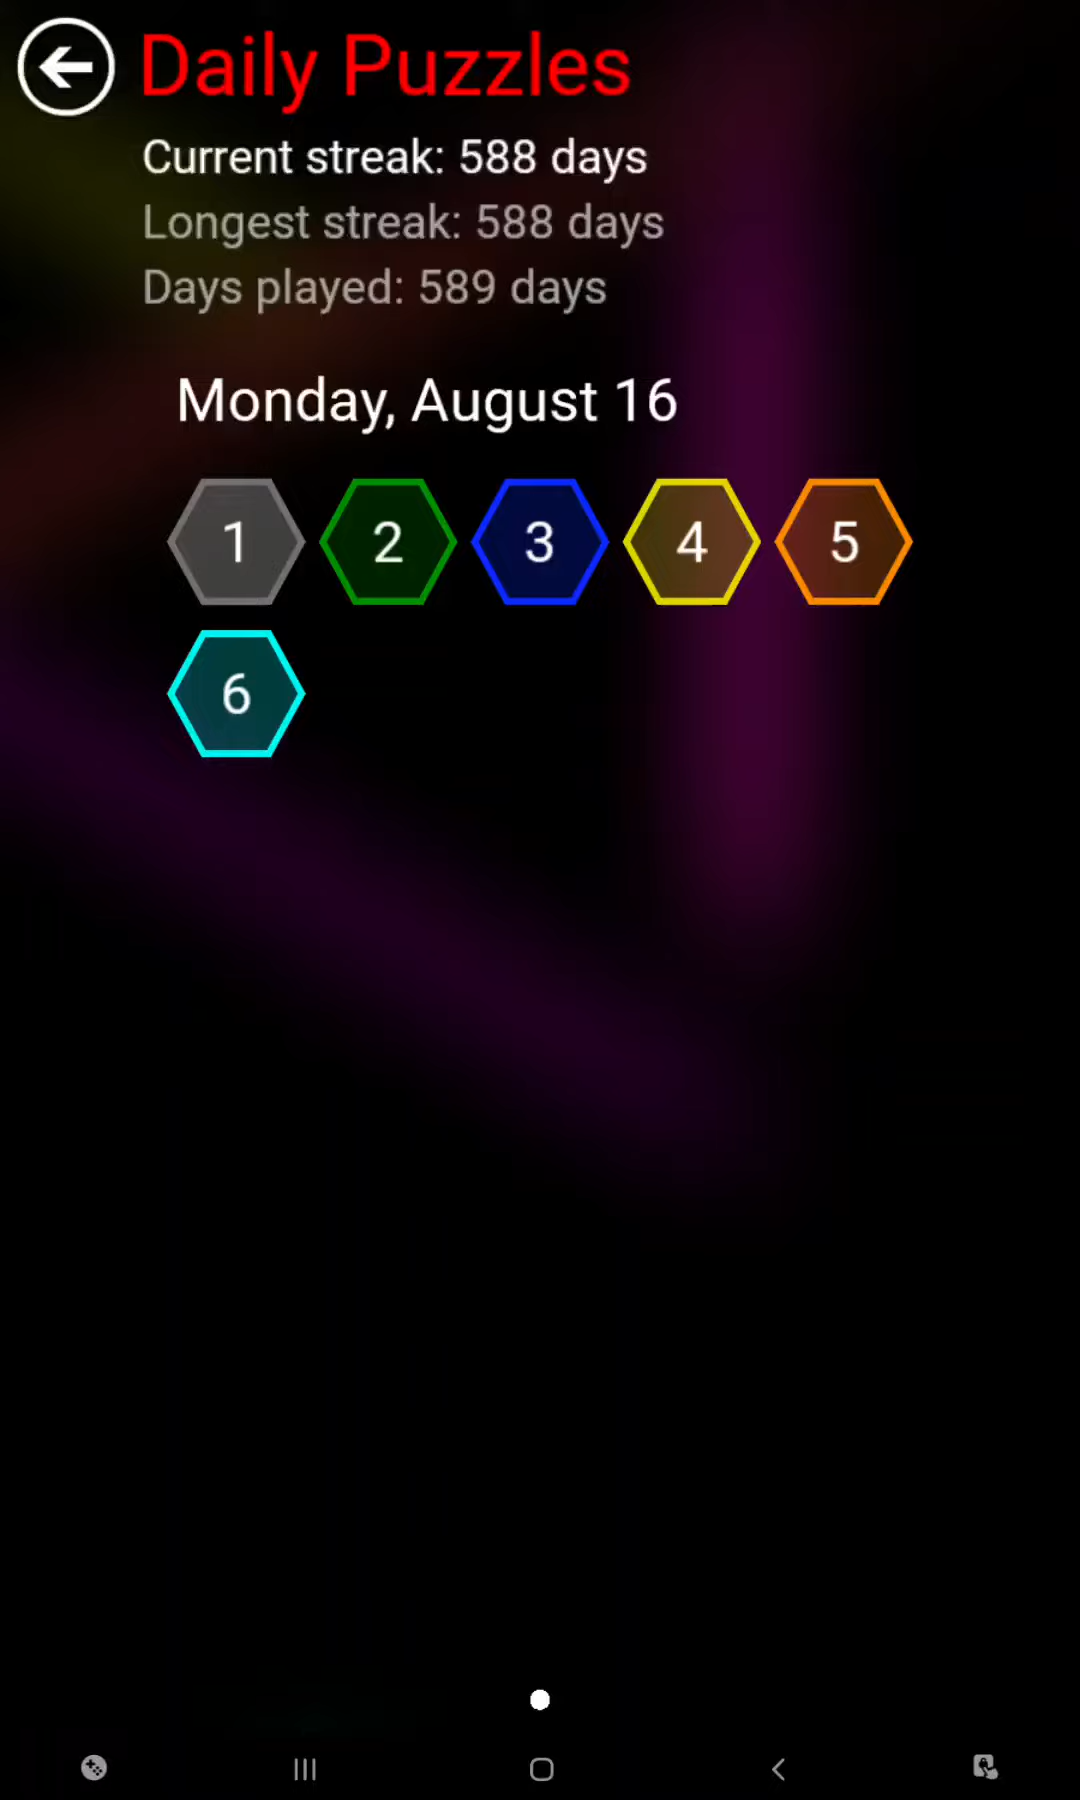 Daily Puzzles
Current streak: 588 days
Longest streak: 588 days
Days played: 589 days
Monday, August 16
1 2 3 4 5
6